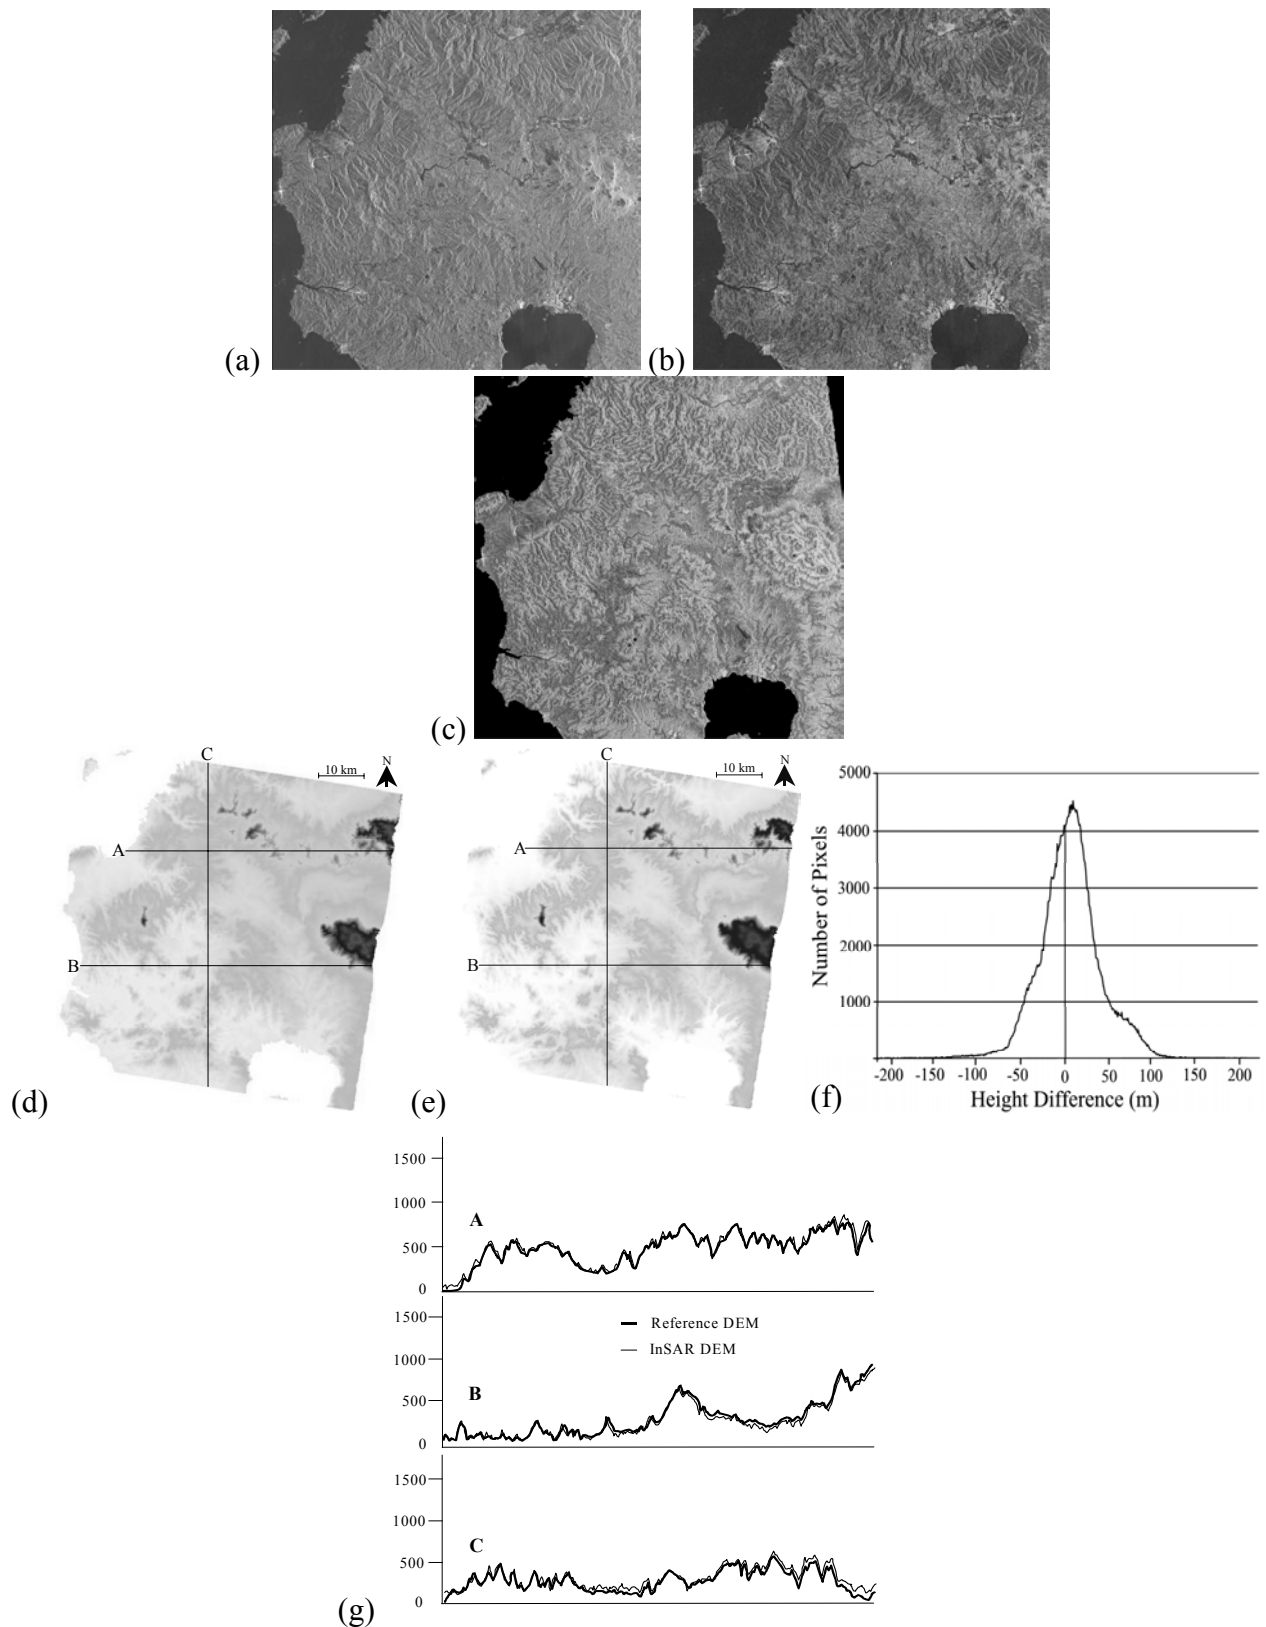 (a)
(b)
(c)
C
10 km
N
A
B
(d)
C
10 km
N
A
B
(e)
5000
4000
3000
2000
1000
Number of Pixels
-200 -150 -100 -50 0 50 100 150 200
Height Difference (m)
(f)
1500
1000
500
0
A
1500
1000
500
0
B
Reference DEM
InSAR DEM
1500
1000
500
0
C
(g)